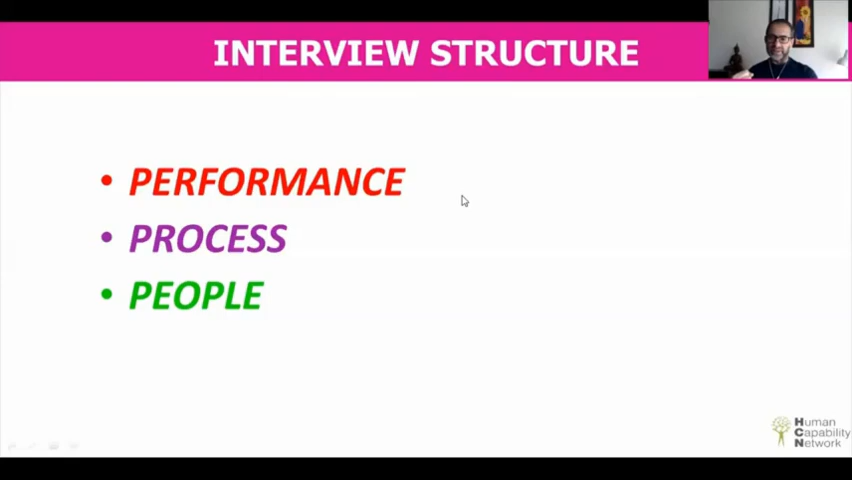 INTERVIEW STRUCTURE
• PERFORMANCE
• PROCESS
• PEOPLE
Human
Capability
Network